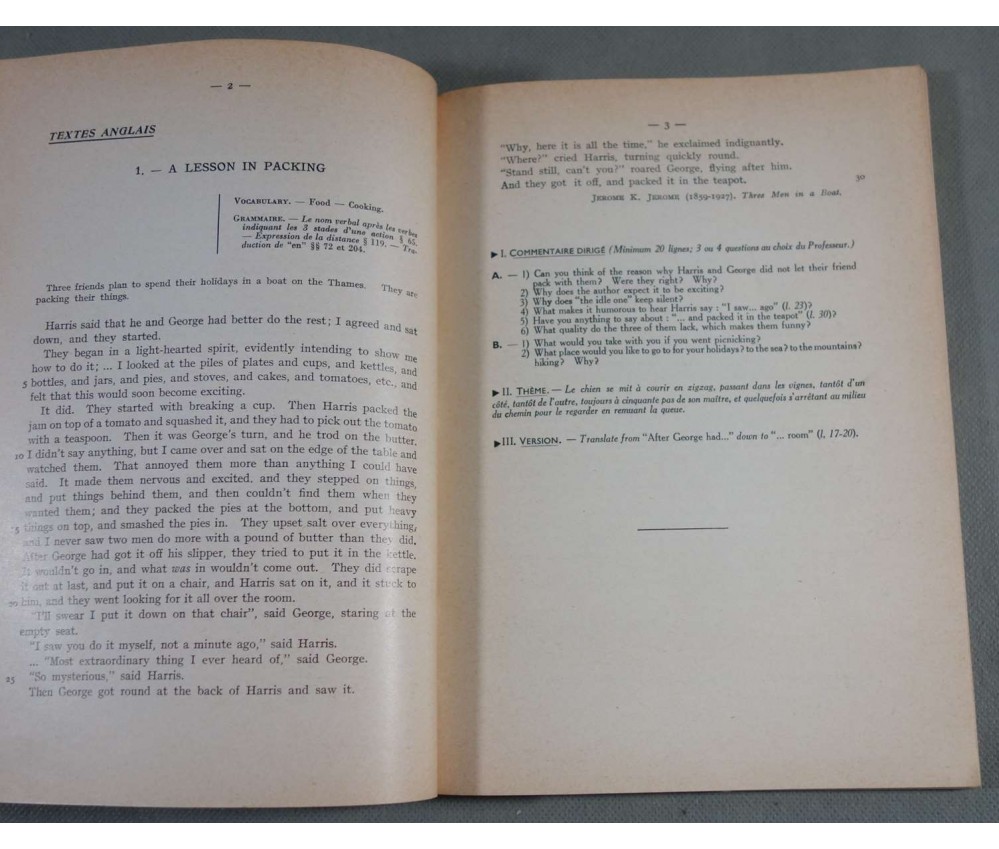 — 2 —
TEXTES ANGLAIS
1. — A LESSON IN PACKING
VOCABULARY. — Food — Cooking.
GRAMMAIRE. — Le nom verbal après les verbes
indiquant les 3 stades d'une action § 65.
— Expression de la distance § 119. — Tra-
duction de "en" §§ 72 et 204.
Three friends plan to spend their holidays in a boat on the Thames. They are
packing their things.
Harris said that he and George had better do the rest; I agreed and sat
down, and they started.
They began in a light-hearted spirit, evidently intending to show me
how to do it; ... I looked at the piles of plates and cups, and kettles, and
5 bottles, and jars, and pies, and stoves, and cakes, and tomatoes, etc., and
felt that this would soon become exciting.
It did. They started with breaking a cup. Then Harris packed the
jam on top of a tomato and squashed it, and they had to pick out the tomato
with a teaspoon. Then it was George's turn, and he trod on the butter.
10 I didn't say anything, but I came over and sat on the edge of the table and
watched them. That annoyed them more than anything I could have
said. It made them nervous and excited, and they stepped on things,
and put things behind them, and then couldn't find them when they
wanted them; and they packed the pies at the bottom, and put heavy
15 things on top, and smashed the pies in. They upset salt over everything,
and I never saw two men do more with a pound of butter than they did.
After George had got it off his slipper, they tried to put it in the kettle.
It wouldn't go in, and what was in wouldn't come out. They did scrape
it out at last, and put it on a chair, and Harris sat on it, and it stuck to
20 him, and they went looking for it all over the room.
"I'll swear I put it down on that chair", said George, staring at the
empty seat.
"I saw you do it myself, not a minute ago," said Harris.
... "Most extraordinary thing I ever heard of," said George.
25 "So mysterious," said Harris.
Then George got round at the back of Harris and saw it.
— 3 —
"Why, here it is all the time," he exclaimed indignantly.
"Where?" cried Harris, turning quickly round.
"Stand still, can't you?" roared George, flying after him.
And they got it off, and packed it in the teapot. 30
JEROME K. JEROME (1859-1927). Three Men in a Boat.
▶ I. COMMENTAIRE DIRIGÉ (Minimum 20 lignes; 3 ou 4 questions au choix du Professeur.)
A. — 1) Can you think of the reason why Harris and George did not let their friend
pack with them? Were they right? Why?
2) Why does the author expect it to be exciting?
3) Why does "the idle one" keep silent?
4) What makes it humorous to hear Harris say : "I saw... ago" (l. 23)?
5) Have you anything to say about : "... and packed it in the teapot" (l. 30)?
6) What quality do the three of them lack, which makes them funny?
B. — 1) What would you take with you if you went picnicking?
2) What place would you like to go to for your holidays? to the sea? to the mountains?
hiking? Why?
▶ II. THÈME. — Le chien se mit à courir en zigzag, passant dans les vignes, tantôt d'un
côté, tantôt de l'autre, toujours à cinquante pas de son maître, et quelquefois s'arrêtant au milieu
du chemin pour le regarder en remuant la queue.
▶ III. VERSION. — Translate from "After George had..." down to "... room" (l. 17-20).